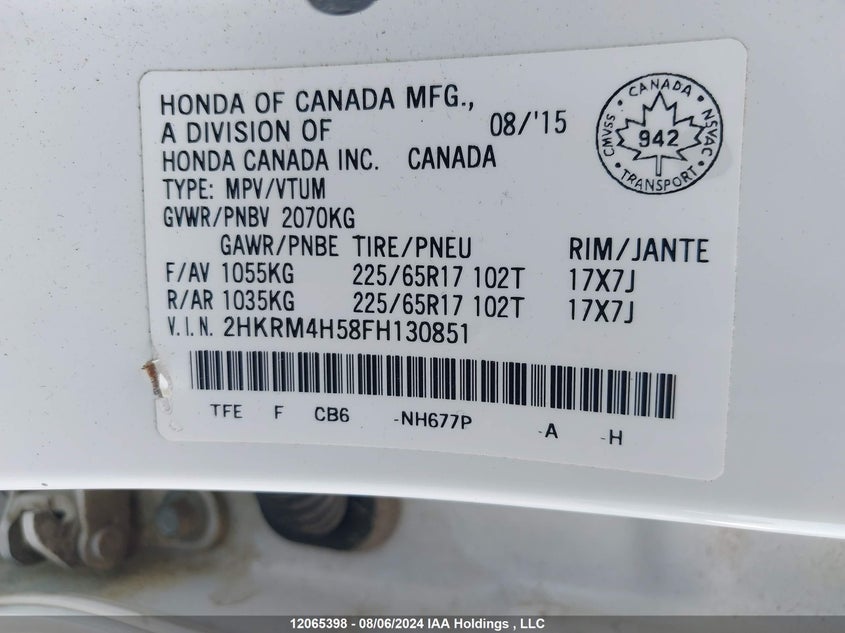 HONDA OF CANADA MFG.,
A DIVISION OF 08/'15
HONDA CANADA INC. CANADA
TYPE: MPV/VTUM
GVWR/PNBV 2070KG
GAWR/PNBE TIRE/PNEU RIM/JANTE
F/AV 1055KG 225/65R17 102T 17X7J
R/AR 1035KG 225/65R17 102T 17X7J
V.I.N. 2HKRM4H58FH130851
TFE F CB6 -NH677P -A -H
CANADA
CMVSS 942 NSVAC
TRANSPORT
12065398 - 08/06/2024 IAA Holdings , LLC